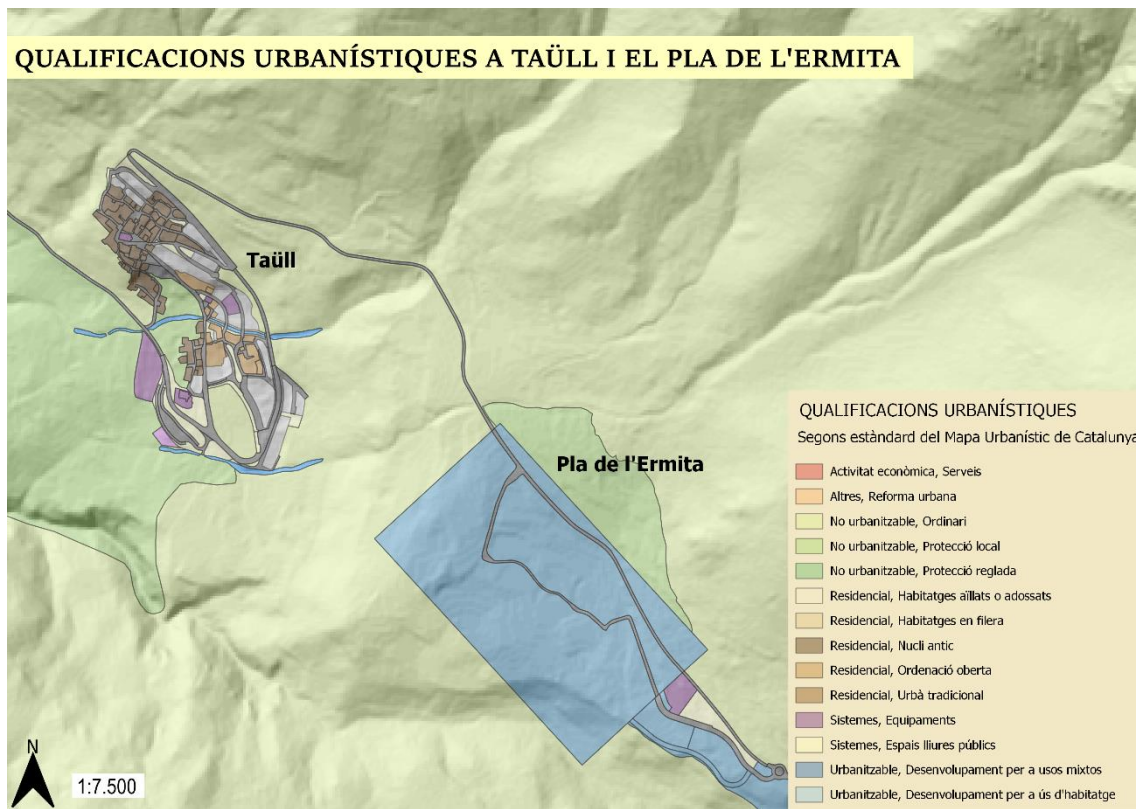 QUALIFICACIONS URBANÍSTIQUES A TAÜLL I EL PLA DE L'ERMITA
Taüll
Pla de l'Ermita
QUALIFICACIONS URBANÍSTIQUES
Segons estàndard del Mapa Urbanístic de Catalunya
Activitat econòmica, Serveis
Altres, Reforma urbana
No urbanitzable, Ordinari
No urbanitzable, Protecció local
No urbanitzable, Protecció reglada
Residencial, Habitatges aïllats o adossats
Residencial, Habitatges en filera
Residencial, Nucli antic
Residencial, Ordenació oberta
Residencial, Urbà tradicional
Sistemes, Equipaments
Sistemes, Espais lliures públics
Urbanitzable, Desenvolupament per a usos mixtos
Urbanitzable, Desenvolupament per a ús d'habitatge
N
1:7.500